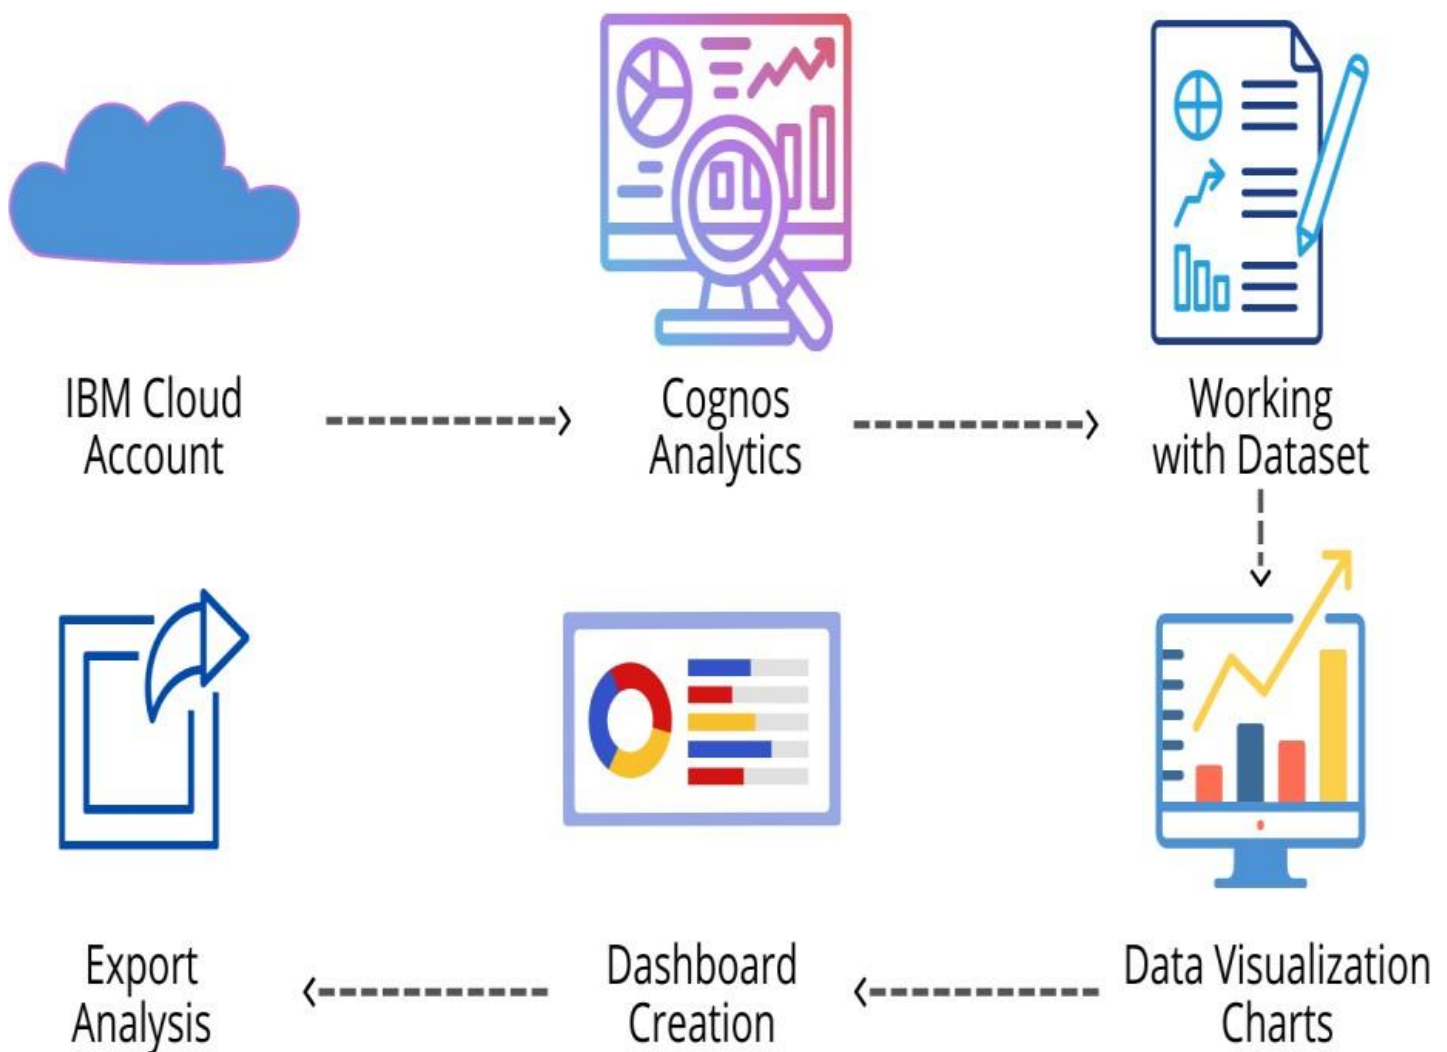 IBM Cloud
Account
Cognos
Analytics
Working
with Dataset
Export
Analysis
Dashboard
Creation
Data Visualization
Charts